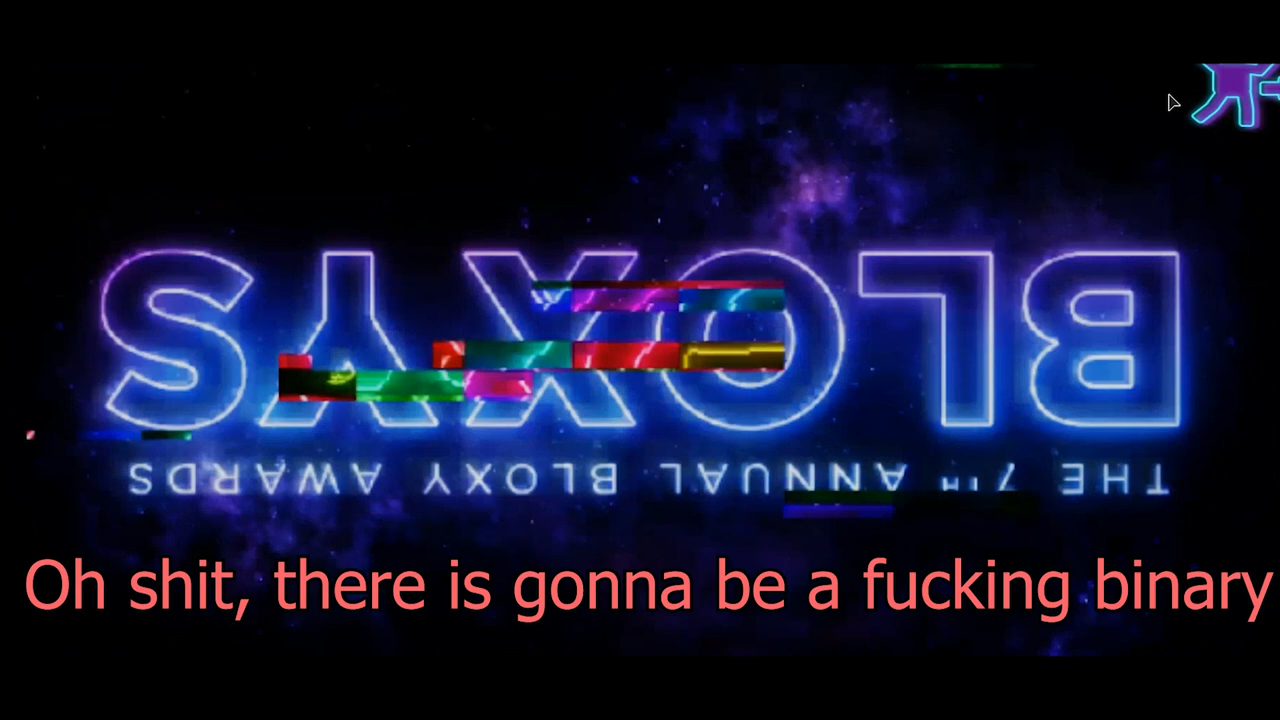 BLOXYS
THE 7TH ANNUAL BLOXY AWARDS
Oh shit, there is gonna be a fucking binary